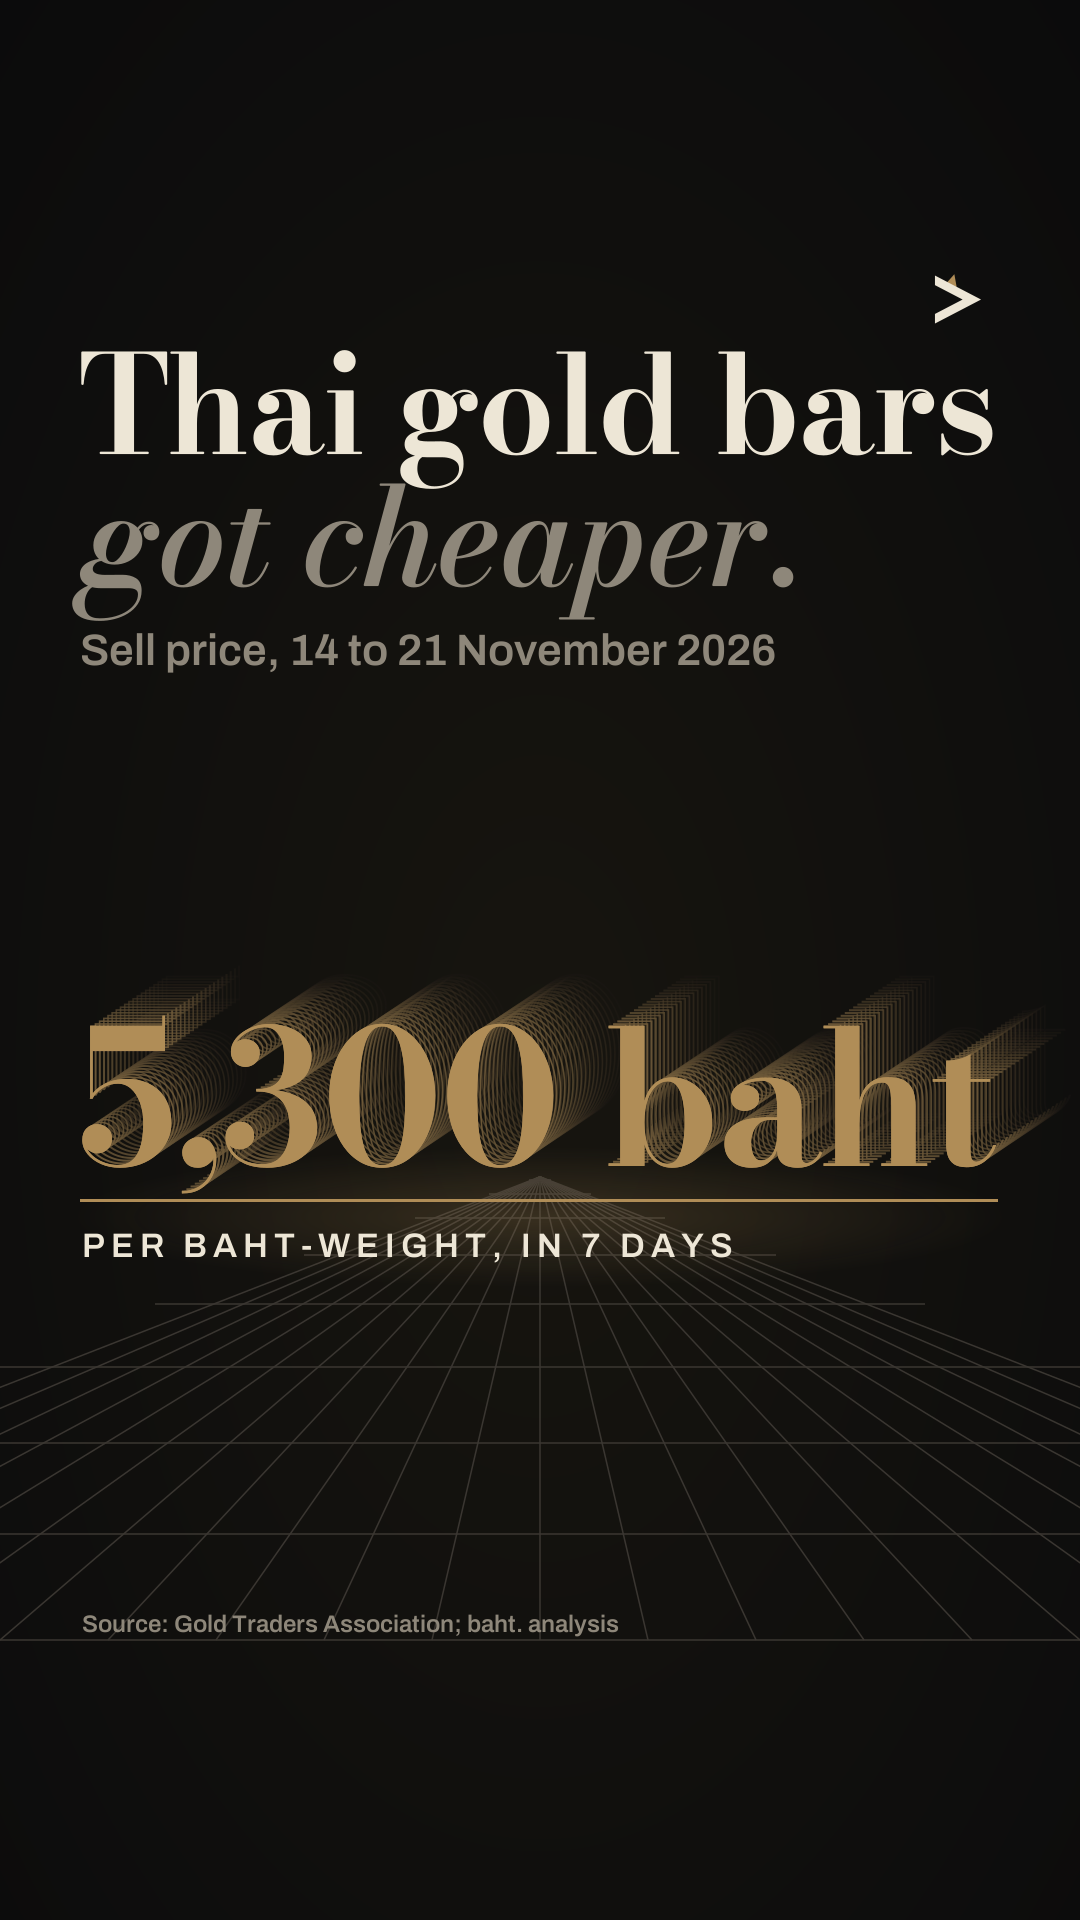 Thai gold bars
got cheaper.
Sell price, 14 to 21 November 2026
5,300 baht
PER BAHT-WEIGHT, IN 7 DAYS
Source: Gold Traders Association; baht. analysis